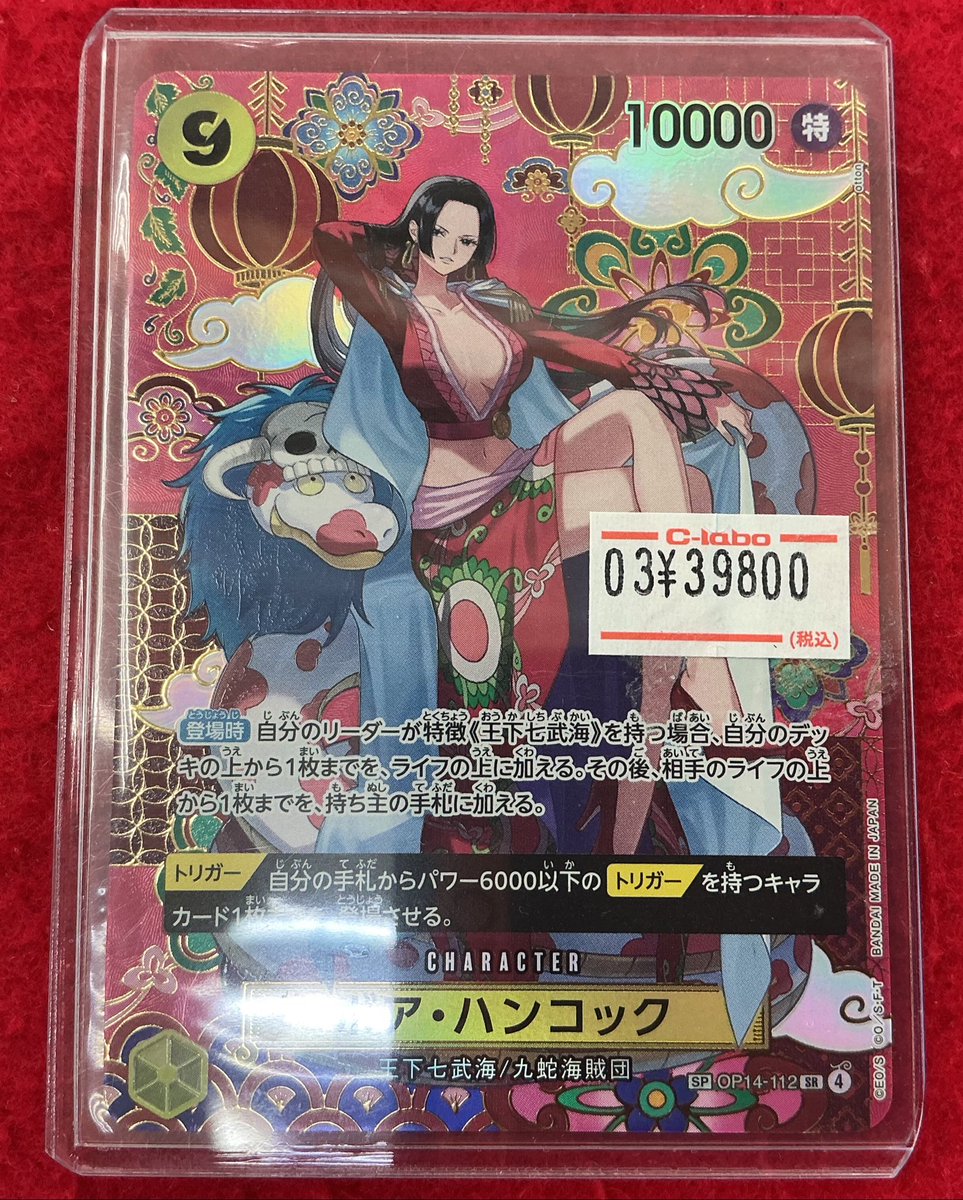 9
10000 特
otton
C-labo
03¥39800
(税込)
登場時 自分のリーダーが特徴《王下七武海》を持つ場合、自分のデッ
キの上から1枚までを、ライフの上に加える。その後、相手のライフの上
から1枚までを、持ち主の手札に加える。
トリガー 自分の手札からパワー6000以下の トリガー を持つキャラ
カード1枚 登場させる。
CHARACTER
ア・ハンコック
王下七武海/九蛇海賊団
SP OP14-112 SR 4
©EO/S ©O/S・F・T BANDAI MADE IN JAPAN